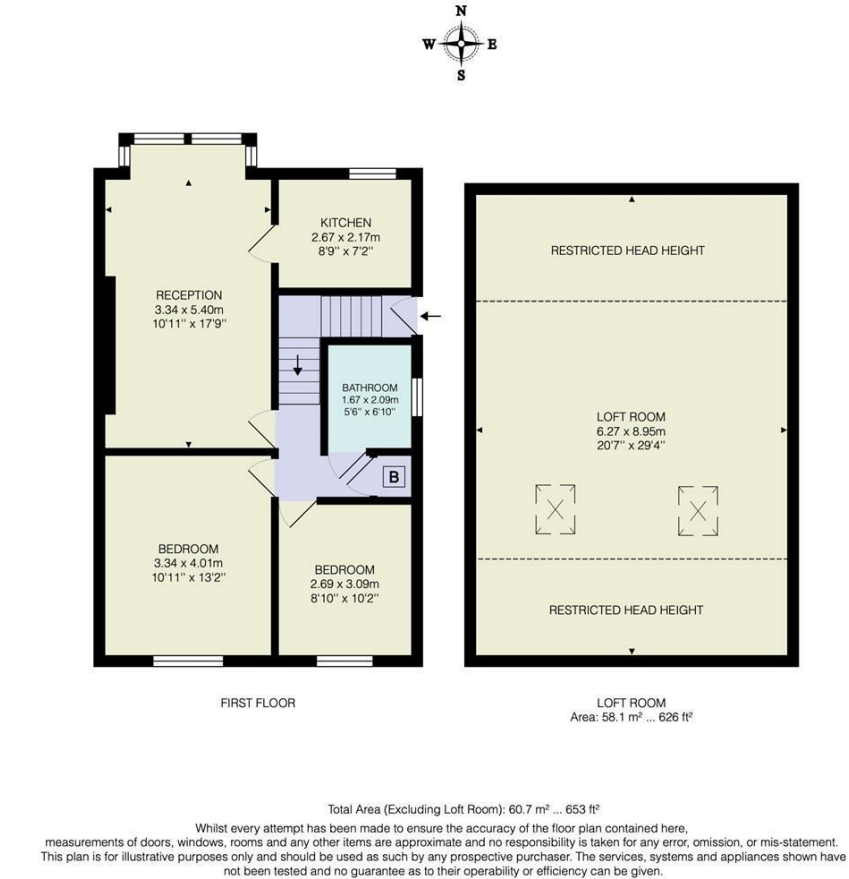 N
W E
S
KITCHEN
2.67 x 2.17m
8'9" x 7'2"
RECEPTION
3.34 x 5.40m
10'11" x 17'9"
BATHROOM
1.67 x 2.09m
5'6" x 6'10"
B
BEDROOM
3.34 x 4.01m
10'11" x 13'2"
BEDROOM
2.69 x 3.09m
8'10" x 10'2"
FIRST FLOOR
RESTRICTED HEAD HEIGHT
LOFT ROOM
6.27 x 8.95m
20'7" x 29'4"
RESTRICTED HEAD HEIGHT
LOFT ROOM
Area: 58.1 m² ... 626 ft²
Total Area (Excluding Loft Room): 60.7 m² ... 653 ft²
Whilst every attempt has been made to ensure the accuracy of the floor plan contained here,
measurements of doors, windows, rooms and any other items are approximate and no responsibility is taken for any error, omission, or mis-statement.
This plan is for illustrative purposes only and should be used as such by any prospective purchaser. The services, systems and appliances shown have
not been tested and no guarantee as to their operability or efficiency can be given.